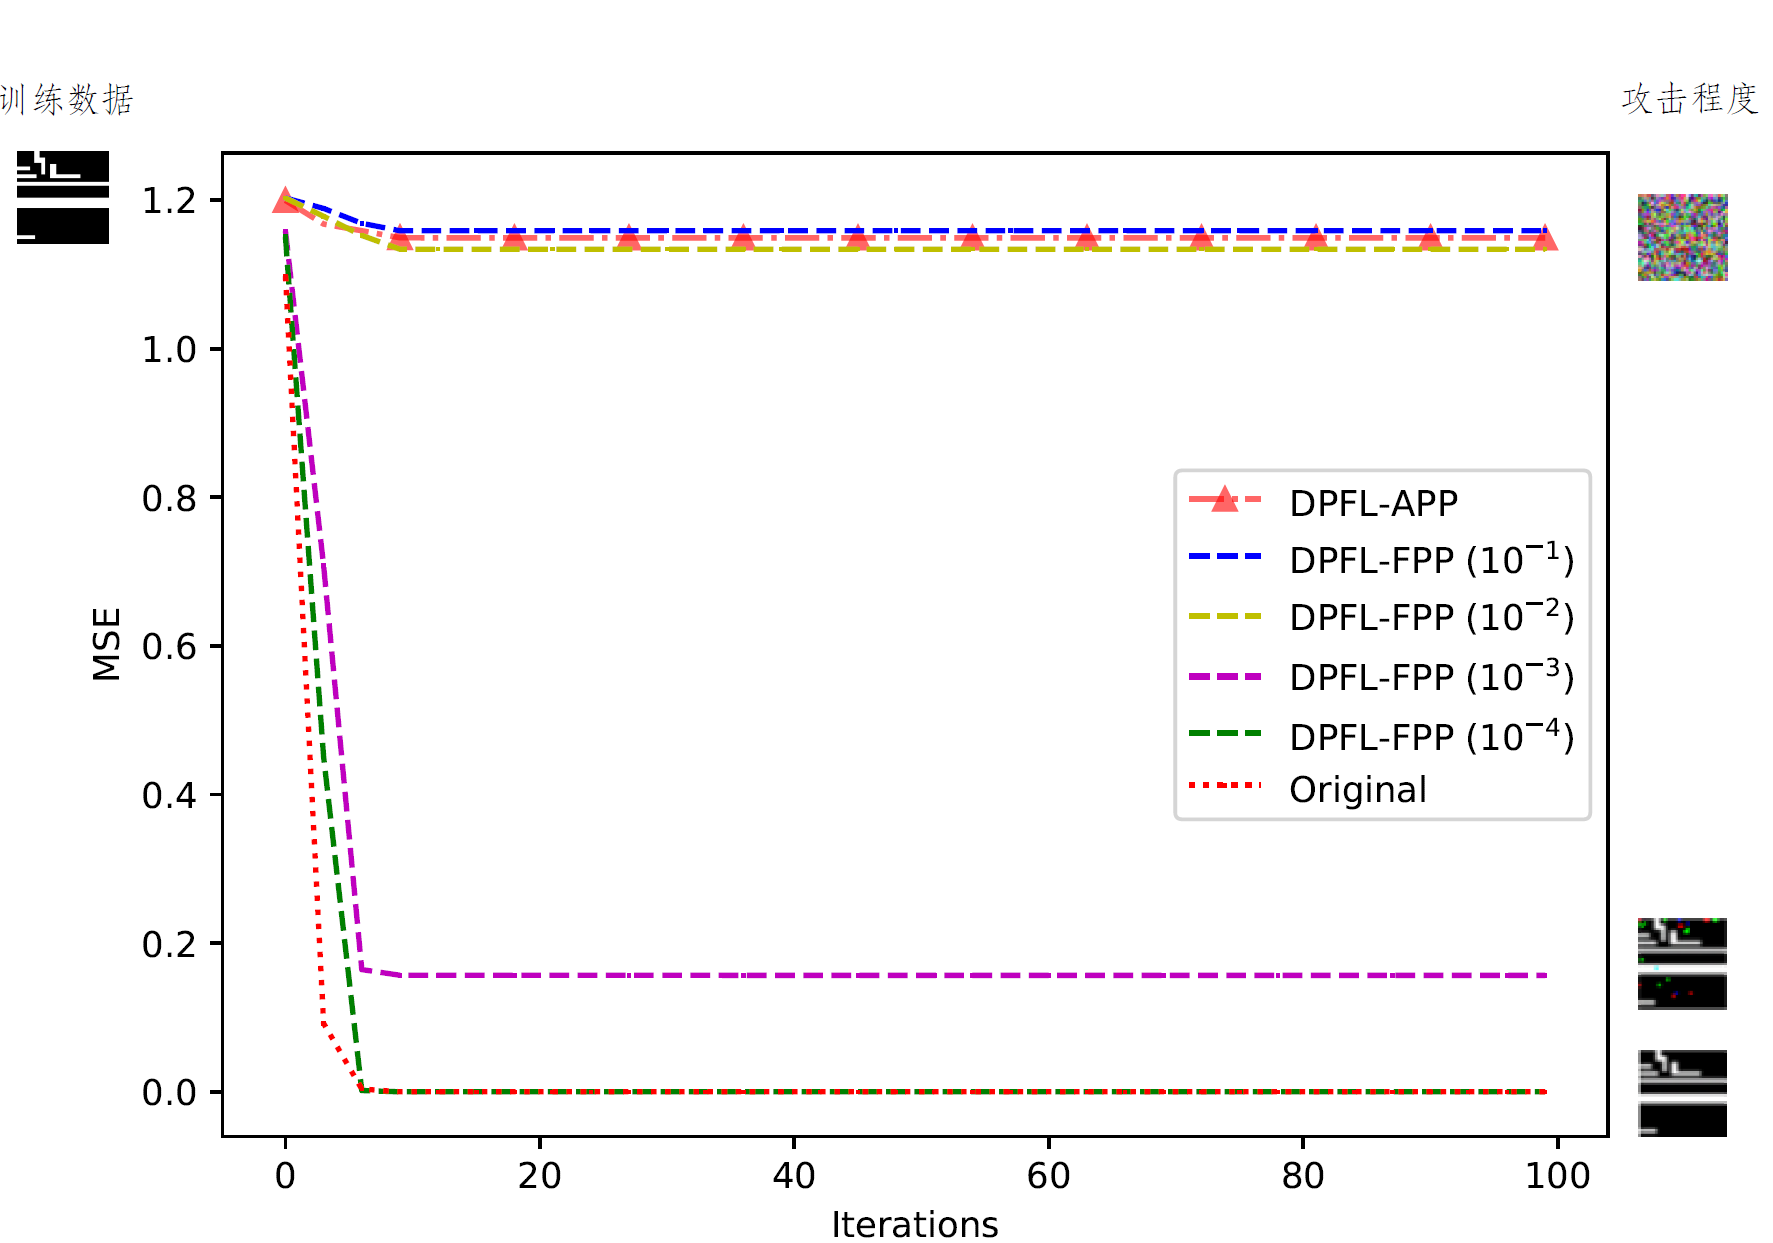 训练数据
攻击程度
1.2
1.0
0.8
0.6
0.4
0.2
0.0
MSE
DPFL-APP
DPFL-FPP (10⁻¹)
DPFL-FPP (10⁻²)
DPFL-FPP (10⁻³)
DPFL-FPP (10⁻⁴)
Original
0 20 40 60 80 100
Iterations